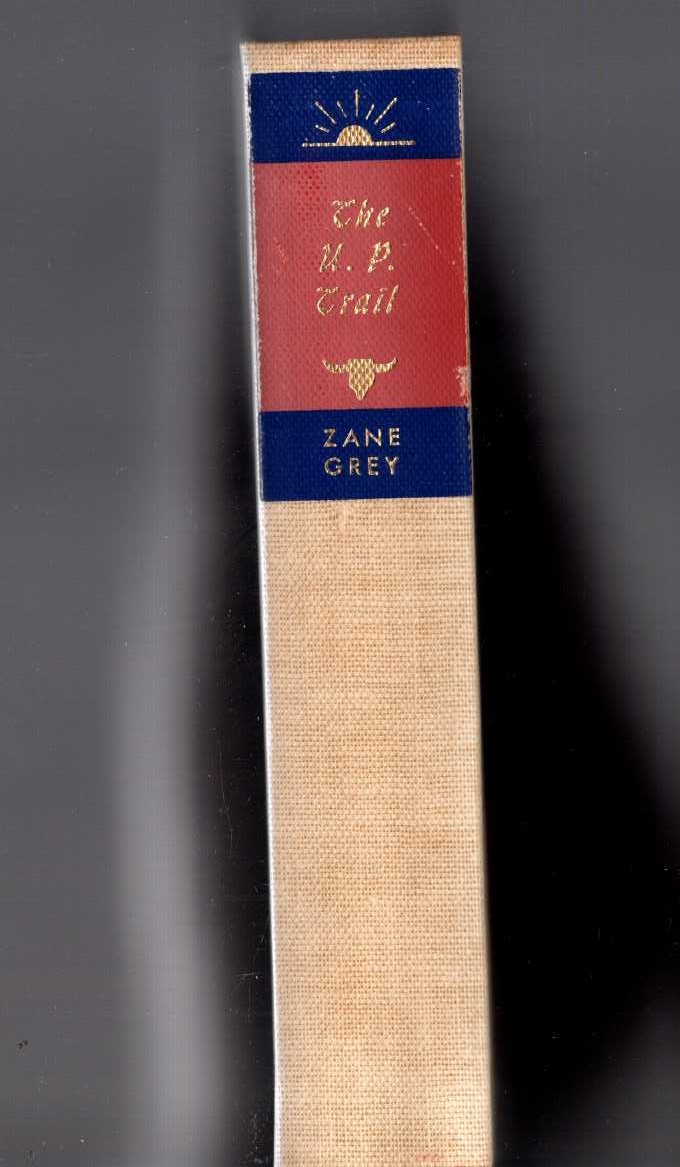 The
U. P.
Trail
ZANE
GREY